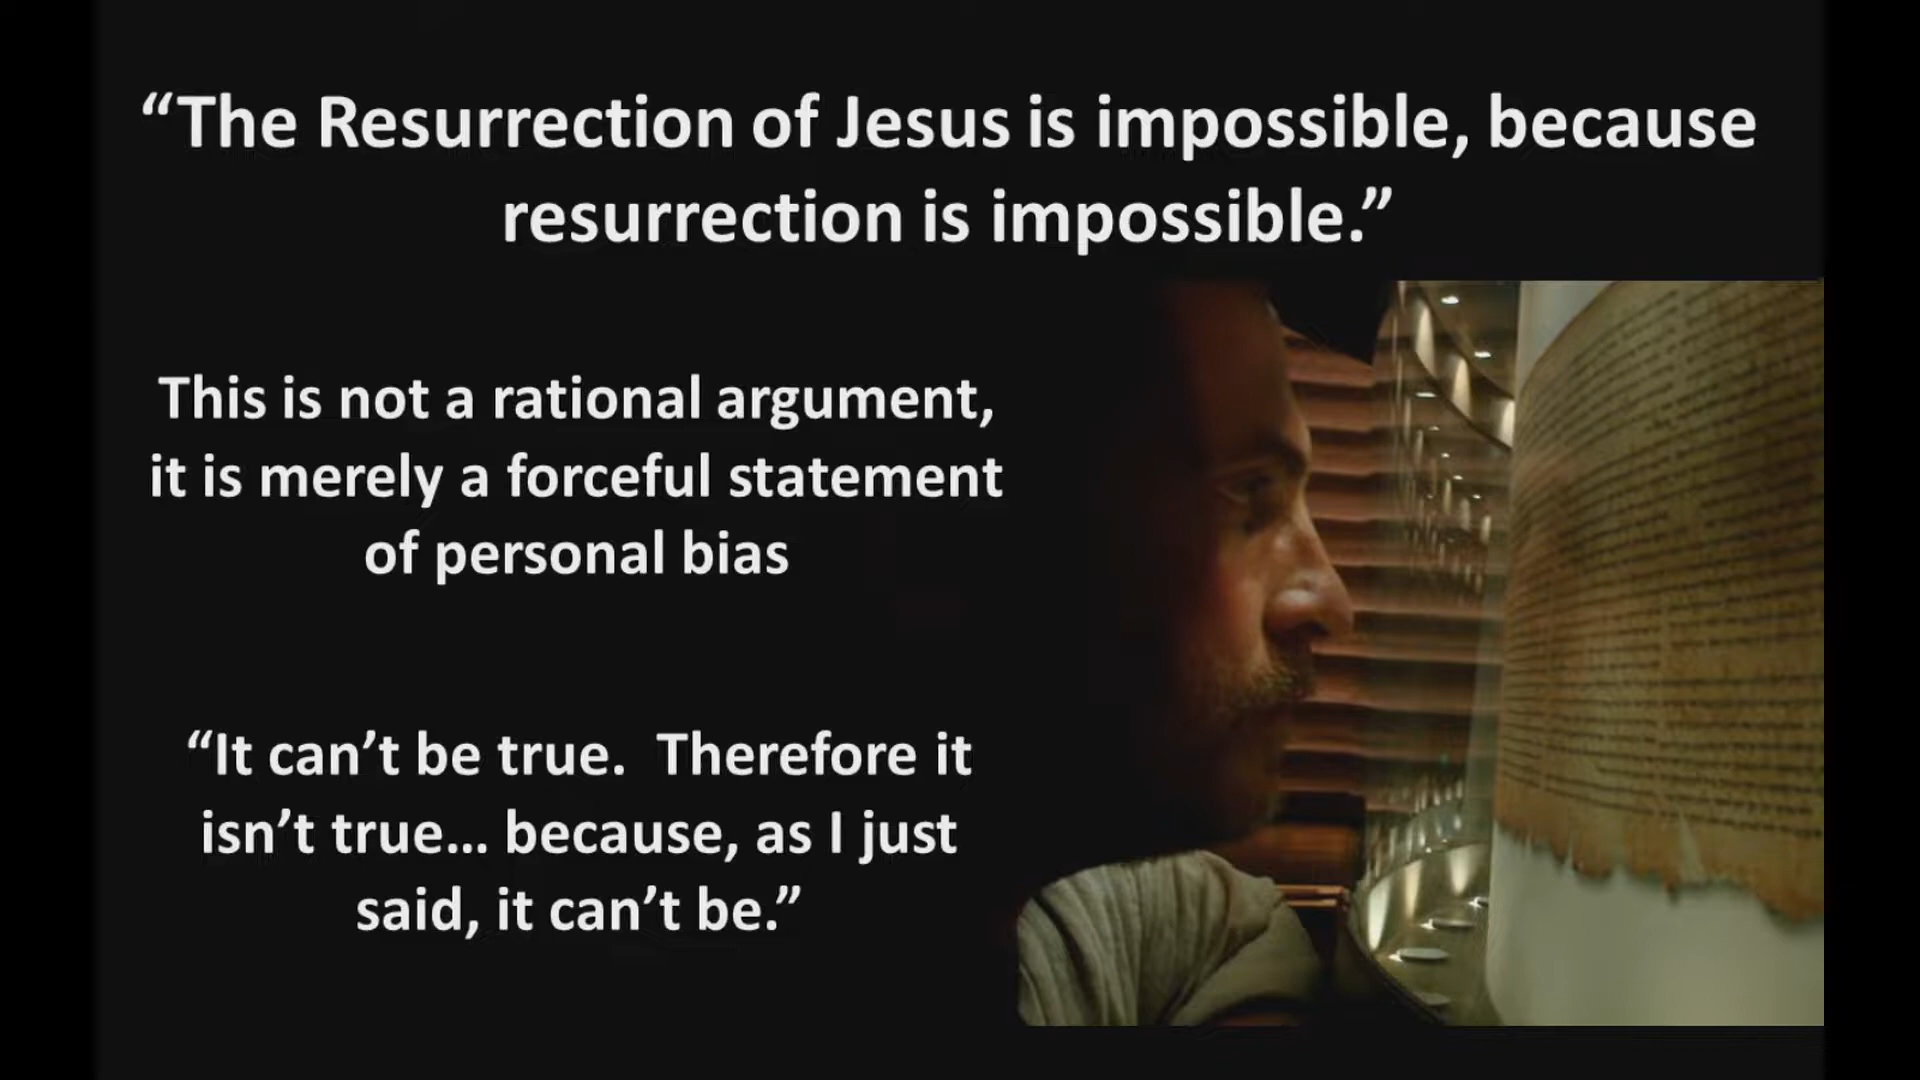 “The Resurrection of Jesus is impossible, because
resurrection is impossible.”
This is not a rational argument,
it is merely a forceful statement
of personal bias
“It can’t be true.  Therefore it
isn’t true... because, as I just
said, it can’t be.”